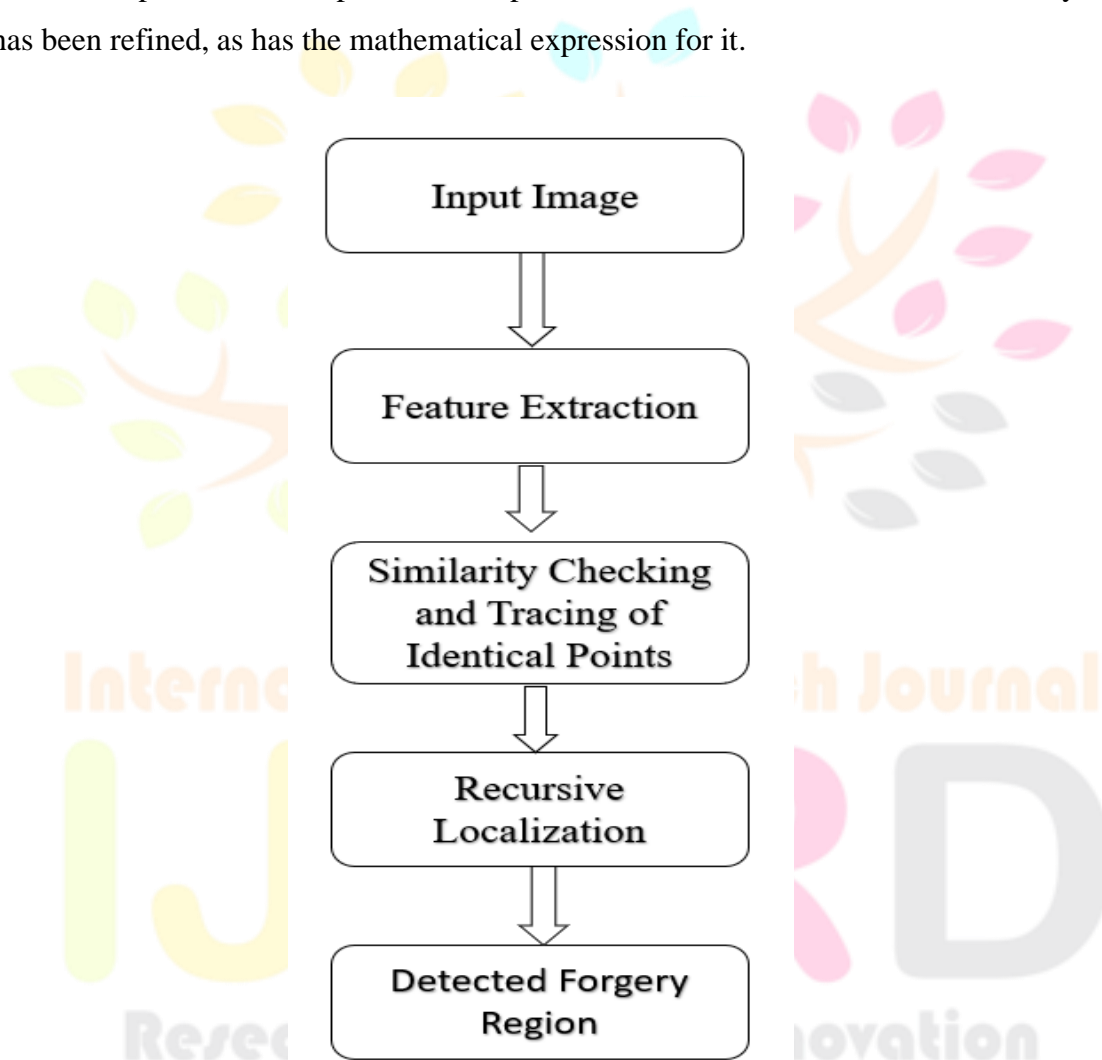 has been refined, as has the mathematical expression for it.
Input Image
Feature Extraction
Similarity Checking
and Tracing of
Identical Points
Recursive
Localization
Detected Forgery
Region